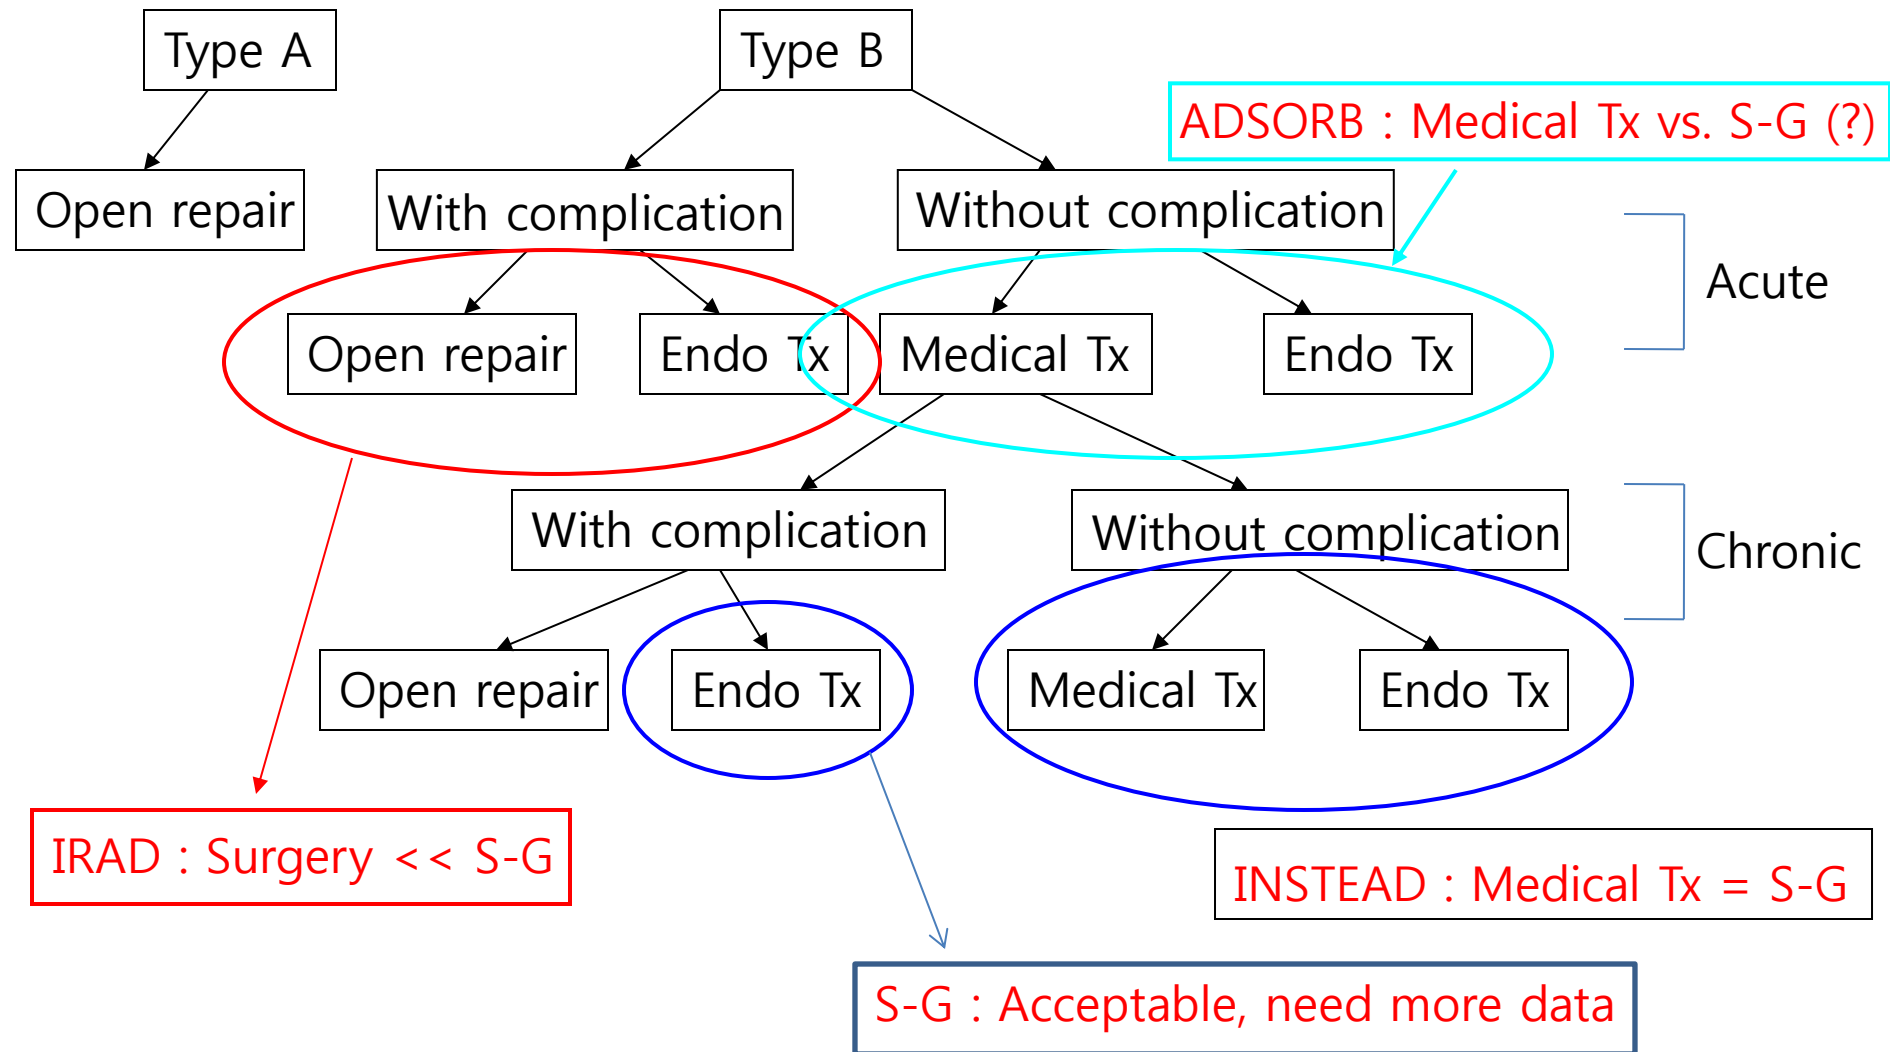 Type A
Type B
ADSORB : Medical Tx vs. S-G (?)
Open repair
With complication
Without complication
Acute
Open repair
Endo Tx
Medical Tx
Endo Tx
With complication
Without complication
Chronic
Open repair
Endo Tx
Medical Tx
Endo Tx
IRAD : Surgery << S-G
INSTEAD : Medical Tx = S-G
S-G : Acceptable, need more data